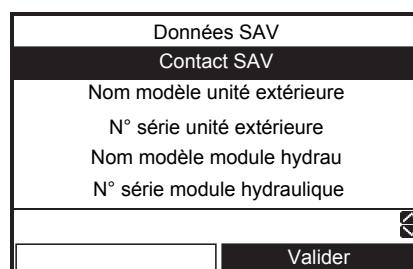 Données SAV
Contact SAV
Nom modèle unité extérieure
N° série unité extérieure
Nom modèle module hydrau
N° série module hydraulique
Valider